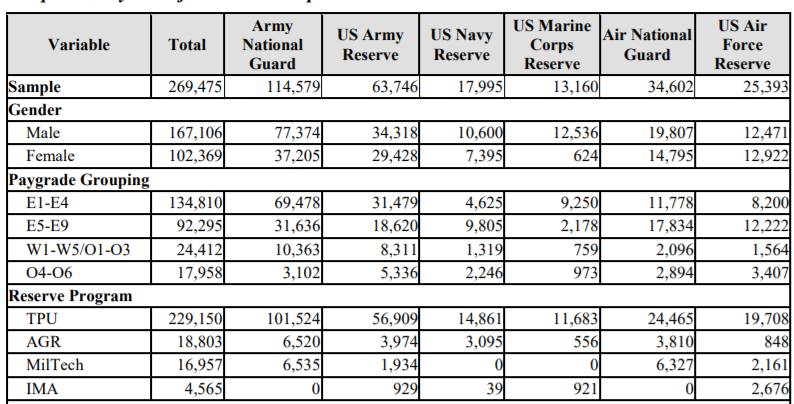 Variable Total Army National Guard US Army Reserve US Navy Reserve US Marine Corps Reserve Air National Guard US Air Force Reserve
Sample 269,475 114,579 63,746 17,995 13,160 34,602 25,393
Gender
Male 167,106 77,374 34,318 10,600 12,536 19,807 12,471
Female 102,369 37,205 29,428 7,395 624 14,795 12,922
Paygrade Grouping
E1-E4 134,810 69,478 31,479 4,625 9,250 11,778 8,200
E5-E9 92,295 31,636 18,620 9,805 2,178 17,834 12,222
W1-W5/O1-O3 24,412 10,363 8,311 1,319 759 2,096 1,564
O4-O6 17,958 3,102 5,336 2,246 973 2,894 3,407
Reserve Program
TPU 229,150 101,524 56,909 14,861 11,683 24,465 19,708
AGR 18,803 6,520 3,974 3,095 556 3,810 848
MilTech 16,957 6,535 1,934 0 0 6,327 2,161
IMA 4,565 0 929 39 921 0 2,676